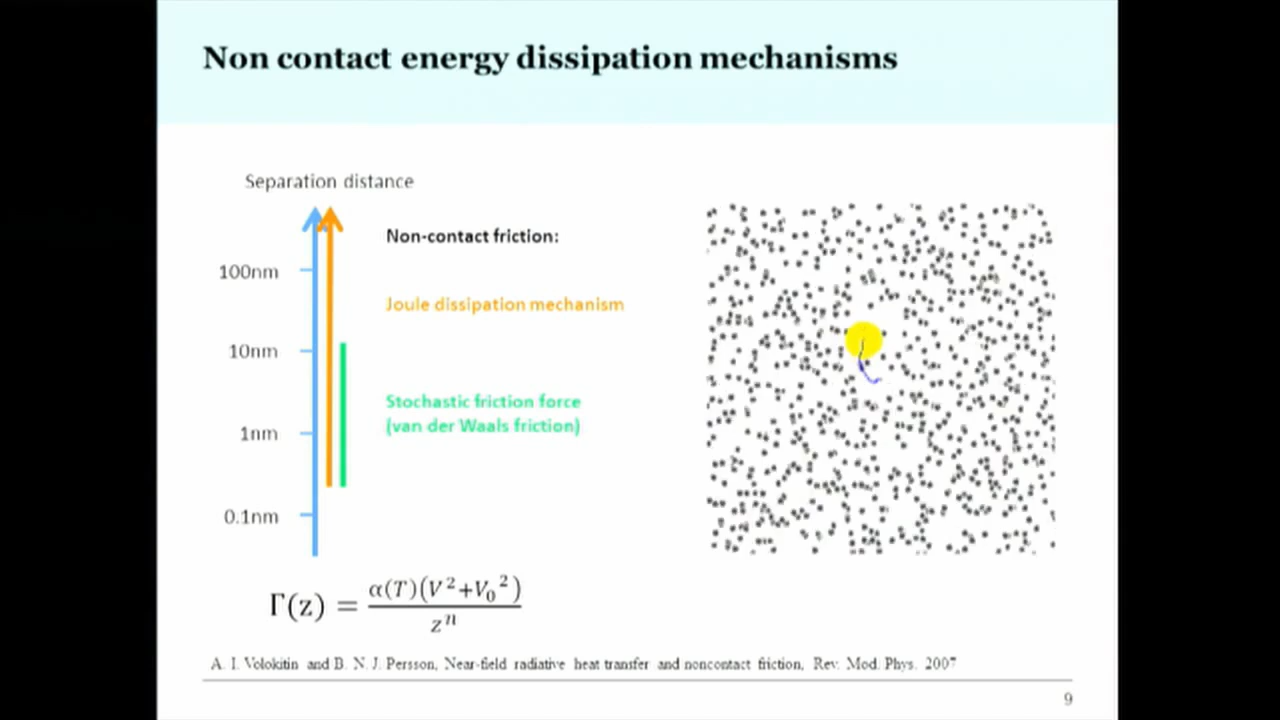 Non contact energy dissipation mechanisms
Separation distance
Non-contact friction:
100nm
Joule dissipation mechanism
10nm
Stochastic friction force
(van der Waals friction)
1nm
0.1nm
Γ(z) = α(T)(V²+V₀²) / zⁿ
A. I. Volokitin and B. N. J. Persson, Near-field radiative heat transfer and noncontact friction, Rev. Mod. Phys. 2007
9